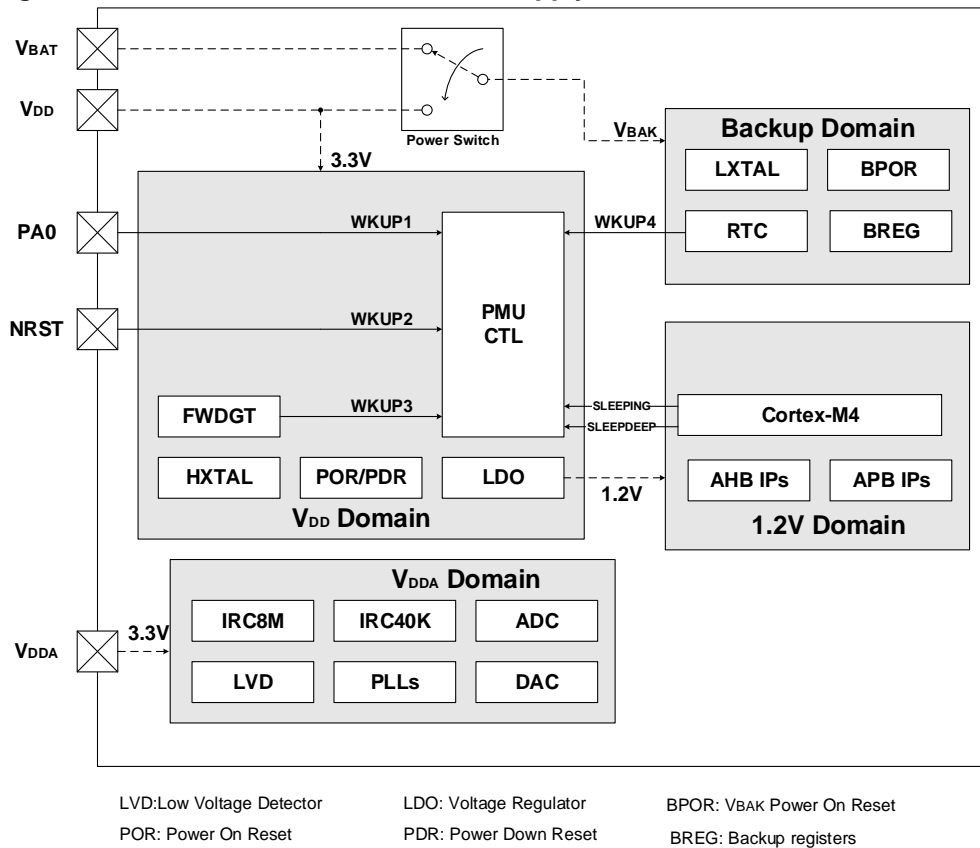 VBAT
VDD
Power Switch
3.3V
VBAK
Backup Domain
LXTAL
BPOR
RTC
BREG
PA0
WKUP1
WKUP4
NRST
WKUP2
PMU
CTL
FWDGT
WKUP3
SLEEPING
SLEEPDEEP
Cortex-M4
HXTAL
POR/PDR
LDO
1.2V
AHB IPs
APB IPs
VDD Domain
1.2V Domain
VDDA Domain
VDDA
3.3V
IRC8M
IRC40K
ADC
LVD
PLLs
DAC
LVD:Low Voltage Detector
LDO: Voltage Regulator
BPOR: VBAK Power On Reset
POR: Power On Reset
PDR: Power Down Reset
BREG: Backup registers